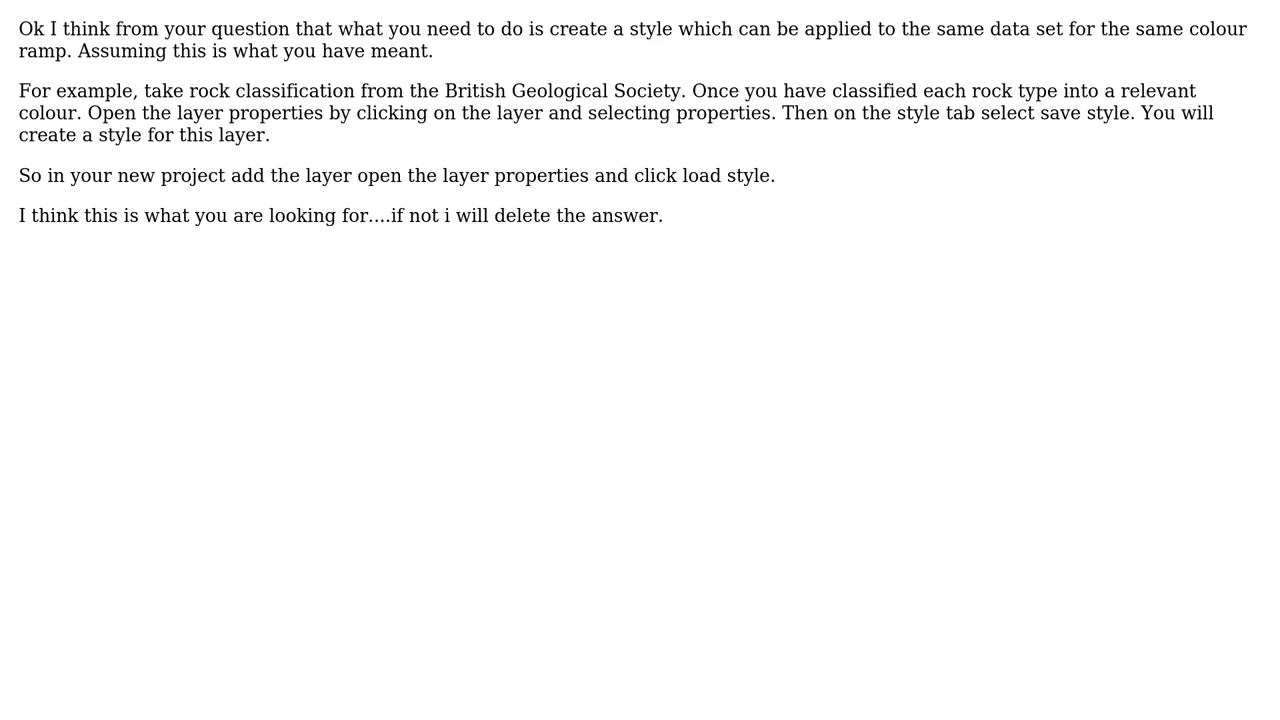 Ok I think from your question that what you need to do is create a style which can be applied to the same data set for the same colour
ramp. Assuming this is what you have meant.
For example, take rock classification from the British Geological Society. Once you have classified each rock type into a relevant
colour. Open the layer properties by clicking on the layer and selecting properties. Then on the style tab select save style. You will
create a style for this layer.
So in your new project add the layer open the layer properties and click load style.
I think this is what you are looking for....if not i will delete the answer.